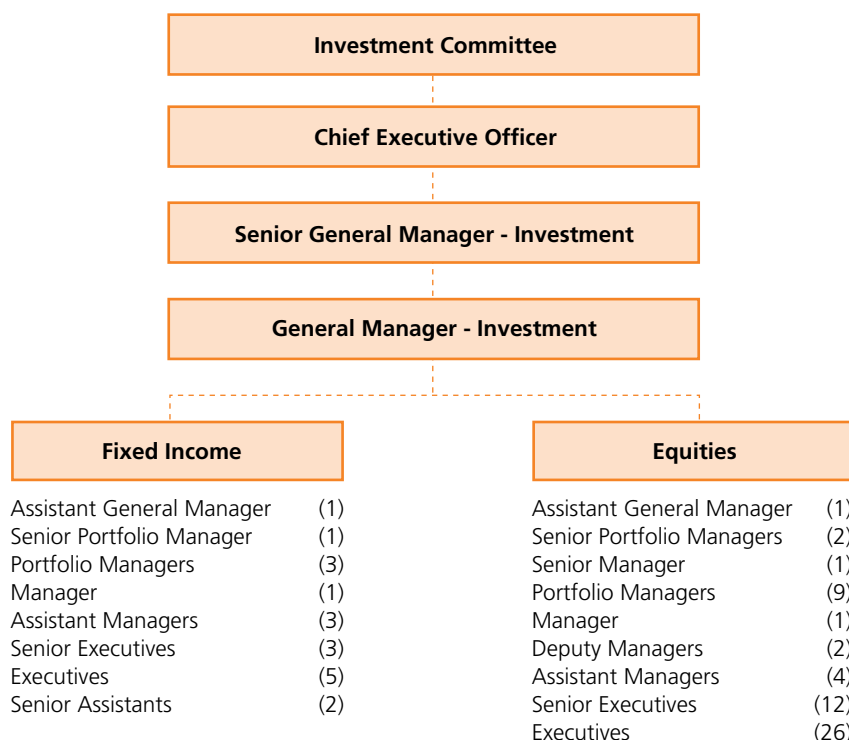 Investment Committee
Chief Executive Officer
Senior General Manager - Investment
General Manager - Investment
Fixed Income
Assistant General Manager (1)
Senior Portfolio Manager (1)
Portfolio Managers (3)
Manager (1)
Assistant Managers (3)
Senior Executives (3)
Executives (5)
Senior Assistants (2)
Equities
Assistant General Manager (1)
Senior Portfolio Managers (2)
Senior Manager (1)
Portfolio Managers (9)
Manager (1)
Deputy Managers (2)
Assistant Managers (4)
Senior Executives (12)
Executives (26)